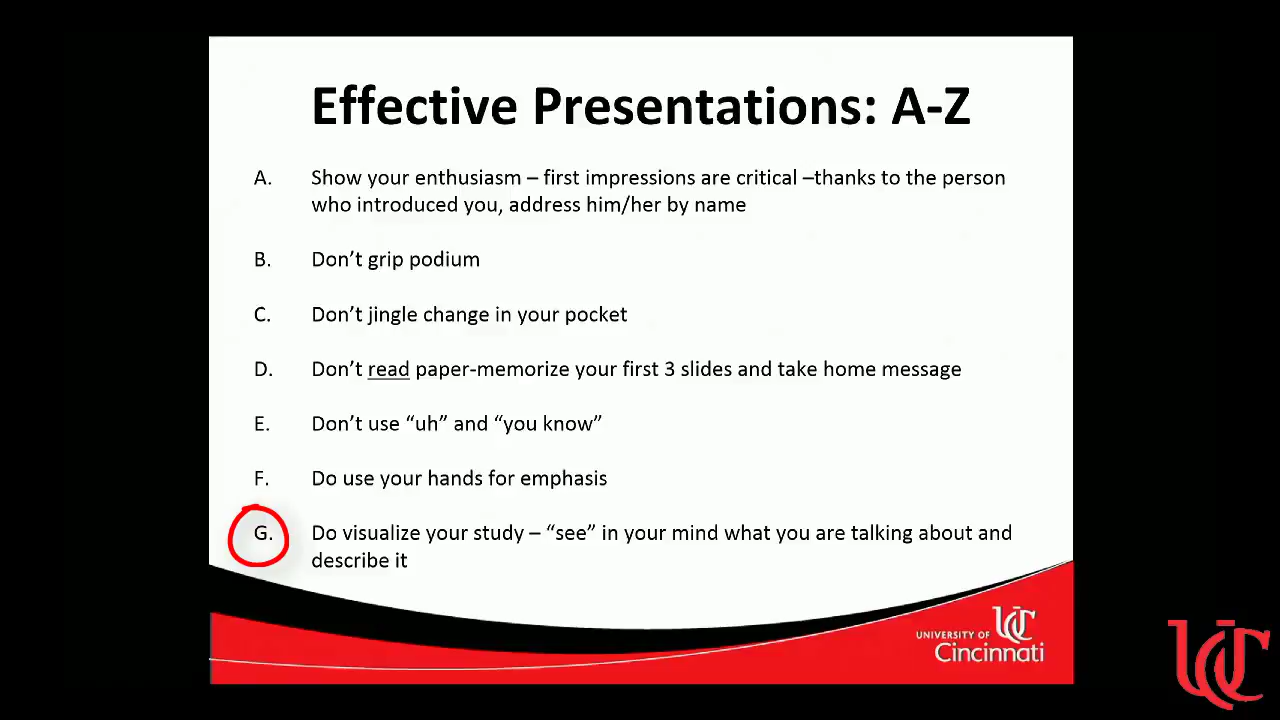 Effective Presentations: A-Z
A. Show your enthusiasm – first impressions are critical –thanks to the person
who introduced you, address him/her by name
B. Don’t grip podium
C. Don’t jingle change in your pocket
D. Don’t read paper-memorize your first 3 slides and take home message
E. Don’t use “uh” and “you know”
F. Do use your hands for emphasis
G. Do visualize your study – “see” in your mind what you are talking about and
describe it
UNIVERSITY OF UC
Cincinnati
UC